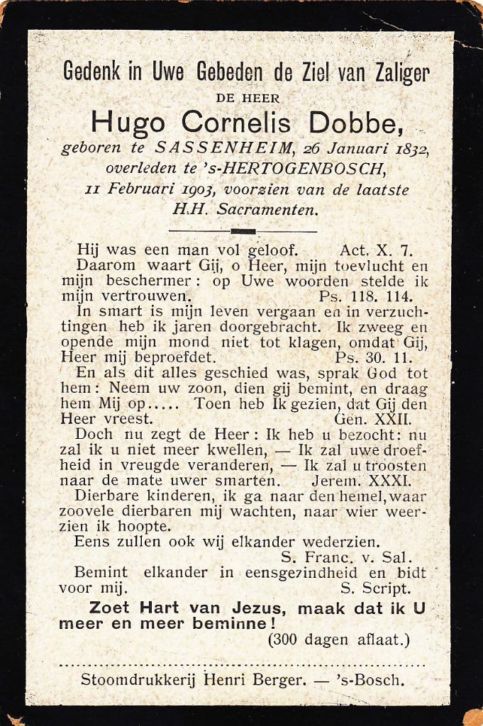 Gedenk in Uwe Gebeden de Ziel van Zaliger
DE HEER
Hugo Cornelis Dobbe,
geboren te SASSENHEIM, 26 Januari 1832,
overleden te 's-HERTOGENBOSCH,
11 Februari 1903, voorzien van de laatste
H.H. Sacramenten.
Hij was een man vol geloof. Act. X. 7.
Daarom waart Gij, o Heer, mijn toevlucht en
mijn beschermer : op Uwe woorden stelde ik
mijn vertrouwen. Ps. 118. 114.
In smart is mijn leven vergaan en in verzuch-
tingen heb ik jaren doorgebracht. Ik zweeg en
opende mijn mond niet tot klagen, omdat Gij,
Heer mij beproefdet. Ps. 30. 11.
En als dit alles geschied was, sprak God tot
hem : Neem uw zoon, dien gij bemint, en draag
hem Mij op..... Toen heb Ik gezien, dat Gij den
Heer vreest. Gen. XXII.
Doch nu zegt de Heer : Ik heb u bezocht: nu
zal ik u niet meer kwellen, — Ik zal uwe droef-
heid in vreugde veranderen, — Ik zal u troosten
naar de mate uwer smarten. Jerem. XXXI.
Dierbare kinderen, ik ga naar den hemel, waar
zoovele dierbaren mij wachten, naar wier weer-
zien ik hoopte.
Eens zullen ook wij elkander wederzien.
S. Franc. v. Sal.
Bemint elkander in eensgezindheid en bidt
voor mij. S. Script.
Zoet Hart van Jezus, maak dat ik U
meer en meer beminne !
(300 dagen aflaat.)
Stoomdrukkerij Henri Berger. — 's-Bosch.